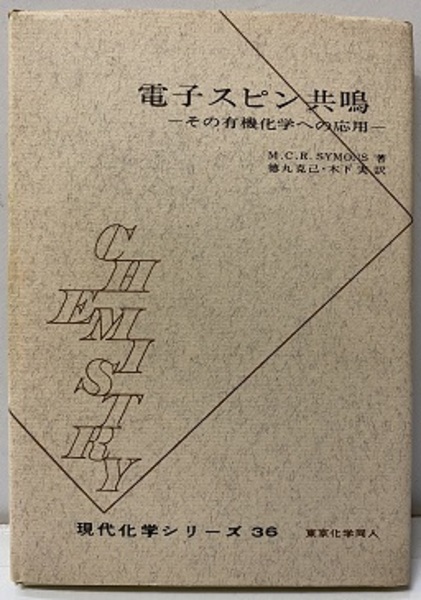 電子スピン共鳴
—その有機化学への応用—
M.C.R. SYMONS 著
徳丸克己・木下実 訳
CHEMISTRY
現代化学シリーズ 36
東京化学同人